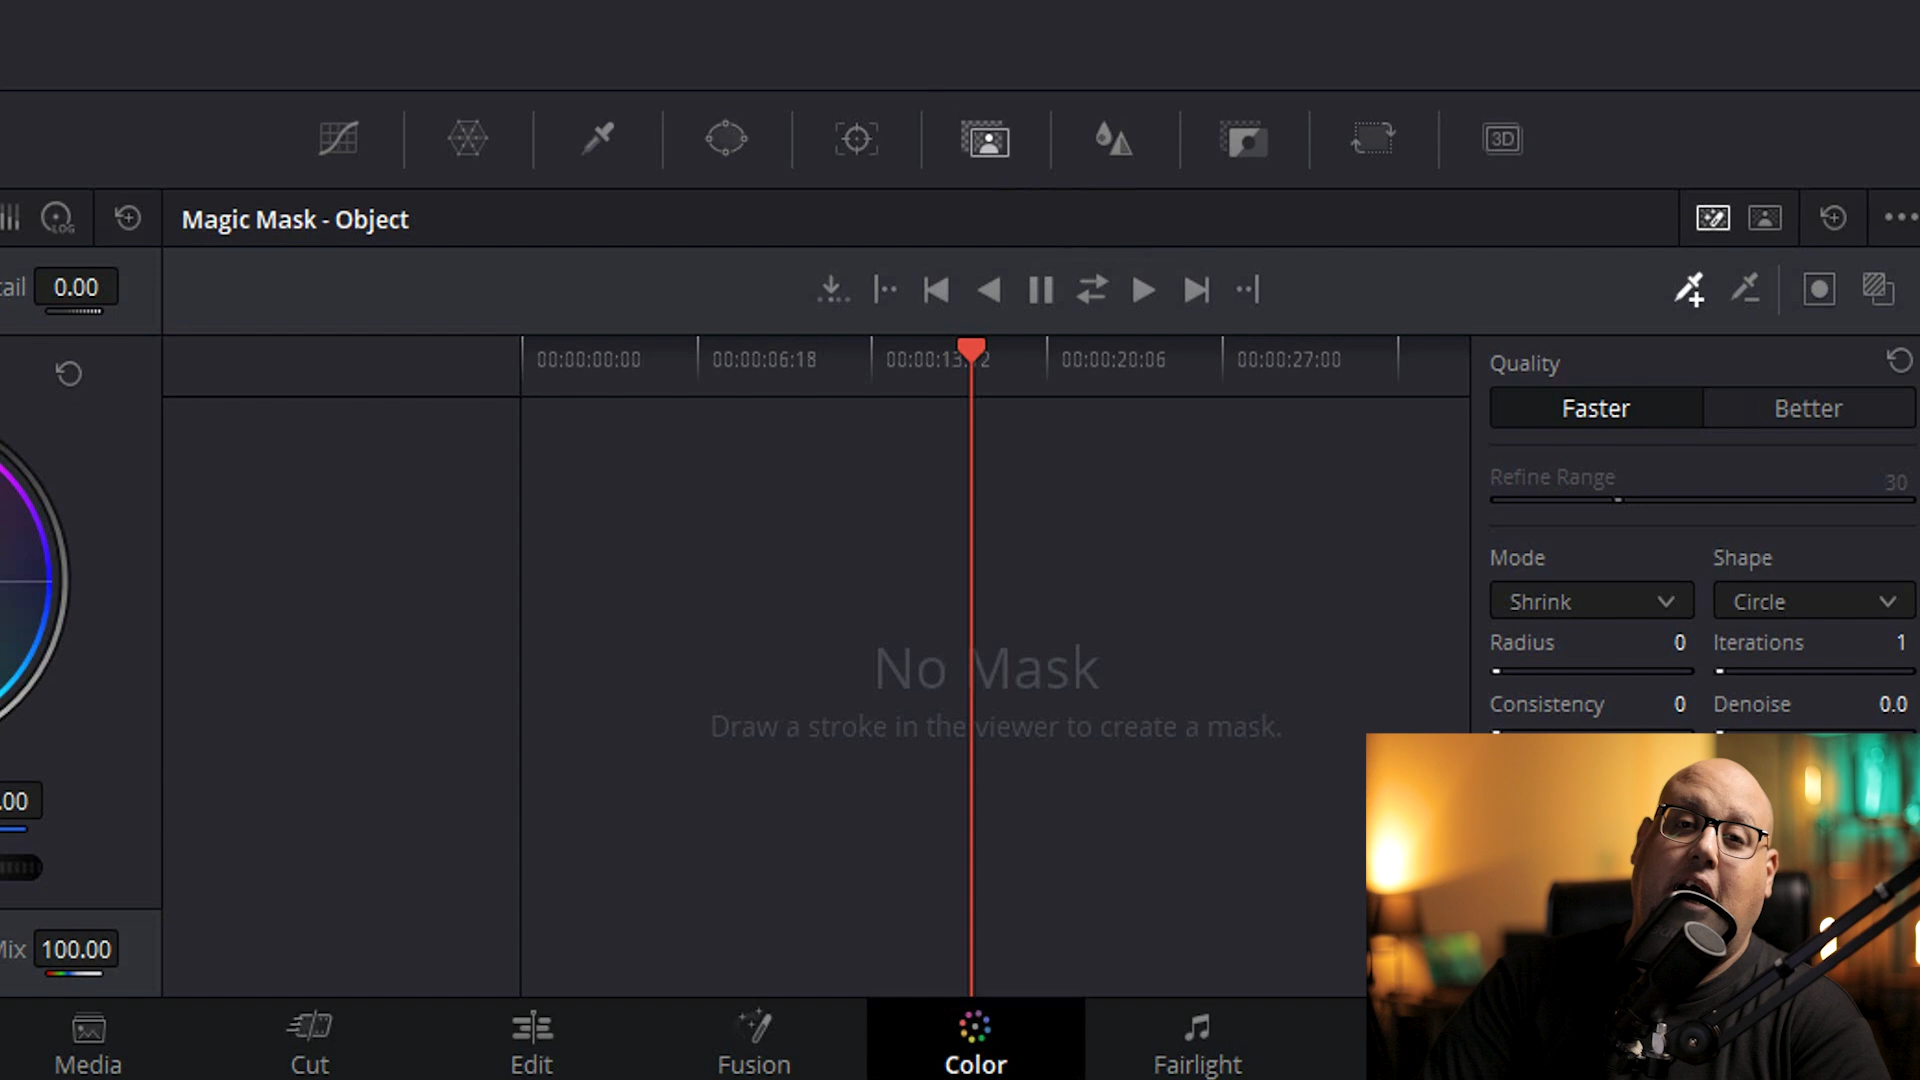 3D
LOG
Magic Mask - Object
ail
0.00
00:00:00:00
00:00:06:18
00:00:13:12
00:00:20:06
00:00:27:00
Quality
Faster
Better
Refine Range
30
Mode
Shape
Shrink
Circle
Radius
0
Iterations
1
No Mask
Consistency
0
Denoise
0.0
Draw a stroke in the viewer to create a mask.
.00
Mix
100.00
Media
Cut
Edit
Fusion
Color
Fairlight